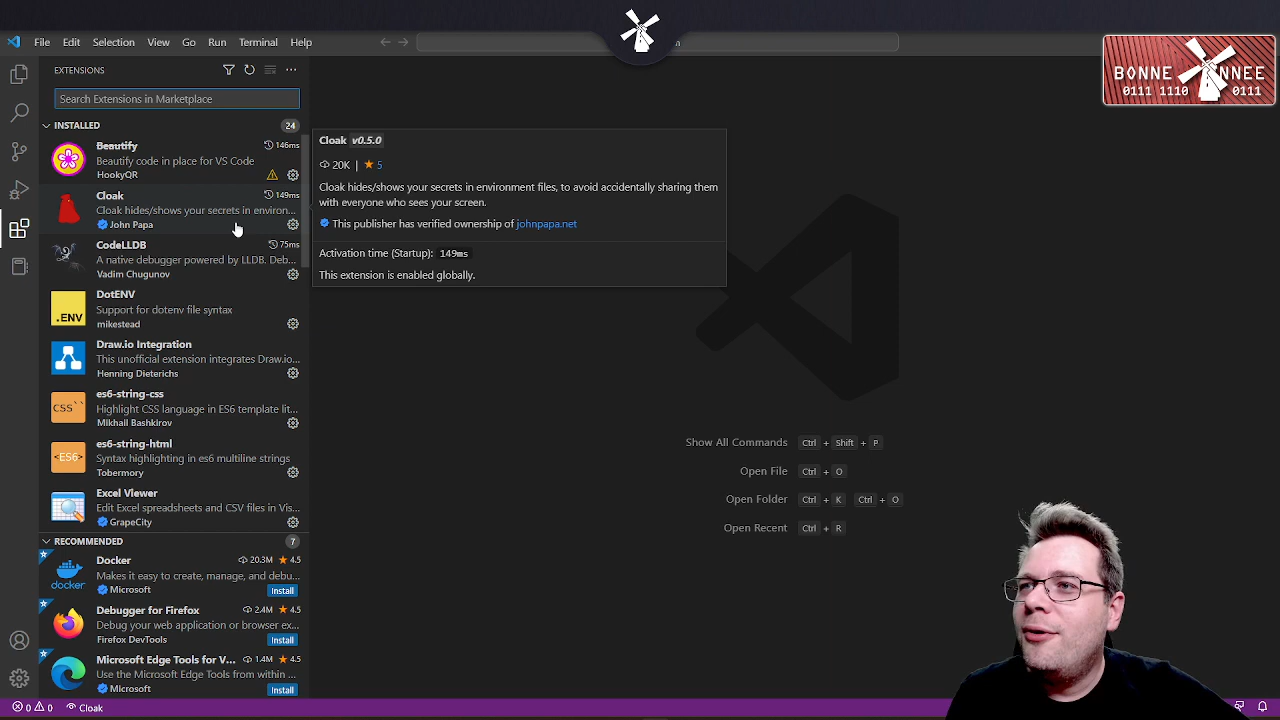 File Edit Selection View Go Run Terminal Help
BONNE ANNEE
0111 1110 0111
EXTENSIONS
Search Extensions in Marketplace
INSTALLED 24
Beautify 146ms
Beautify code in place for VS Code
HookyQR
Cloak 149ms
Cloak hides/shows your secrets in environ...
John Papa
CodeLLDB 75ms
A native debugger powered by LLDB. Deb...
Vadim Chugunov
DotENV
Support for dotenv file syntax
mikestead
.ENV
Draw.io Integration
This unofficial extension integrates Draw.io...
Henning Dieterichs
es6-string-css
Highlight CSS language in ES6 template lit...
Mikhail Bashkirov
CSS``
es6-string-html
Syntax highlighting in es6 multiline strings
Tobermory
<ES6>
Excel Viewer
Edit Excel spreadsheets and CSV files in Vis...
GrapeCity
RECOMMENDED 7
Docker 20.3M 4.5
Makes it easy to create, manage, and debu...
Microsoft Install
docker
Debugger for Firefox 2.4M 4.5
Debug your web application or browser ex...
Firefox DevTools Install
Microsoft Edge Tools for V... 1.4M 4.5
Use the Microsoft Edge Tools from within ...
Microsoft Install
Cloak v0.5.0
20K | 5
Cloak hides/shows your secrets in environment files, to avoid accidentally sharing them
with everyone who sees your screen.
This publisher has verified ownership of johnpapa.net
Activation time (Startup): 149ms
This extension is enabled globally.
Show All Commands Ctrl + Shift + P
Open File Ctrl + O
Open Folder Ctrl + K Ctrl + O
Open Recent Ctrl + R
0 0 Cloak